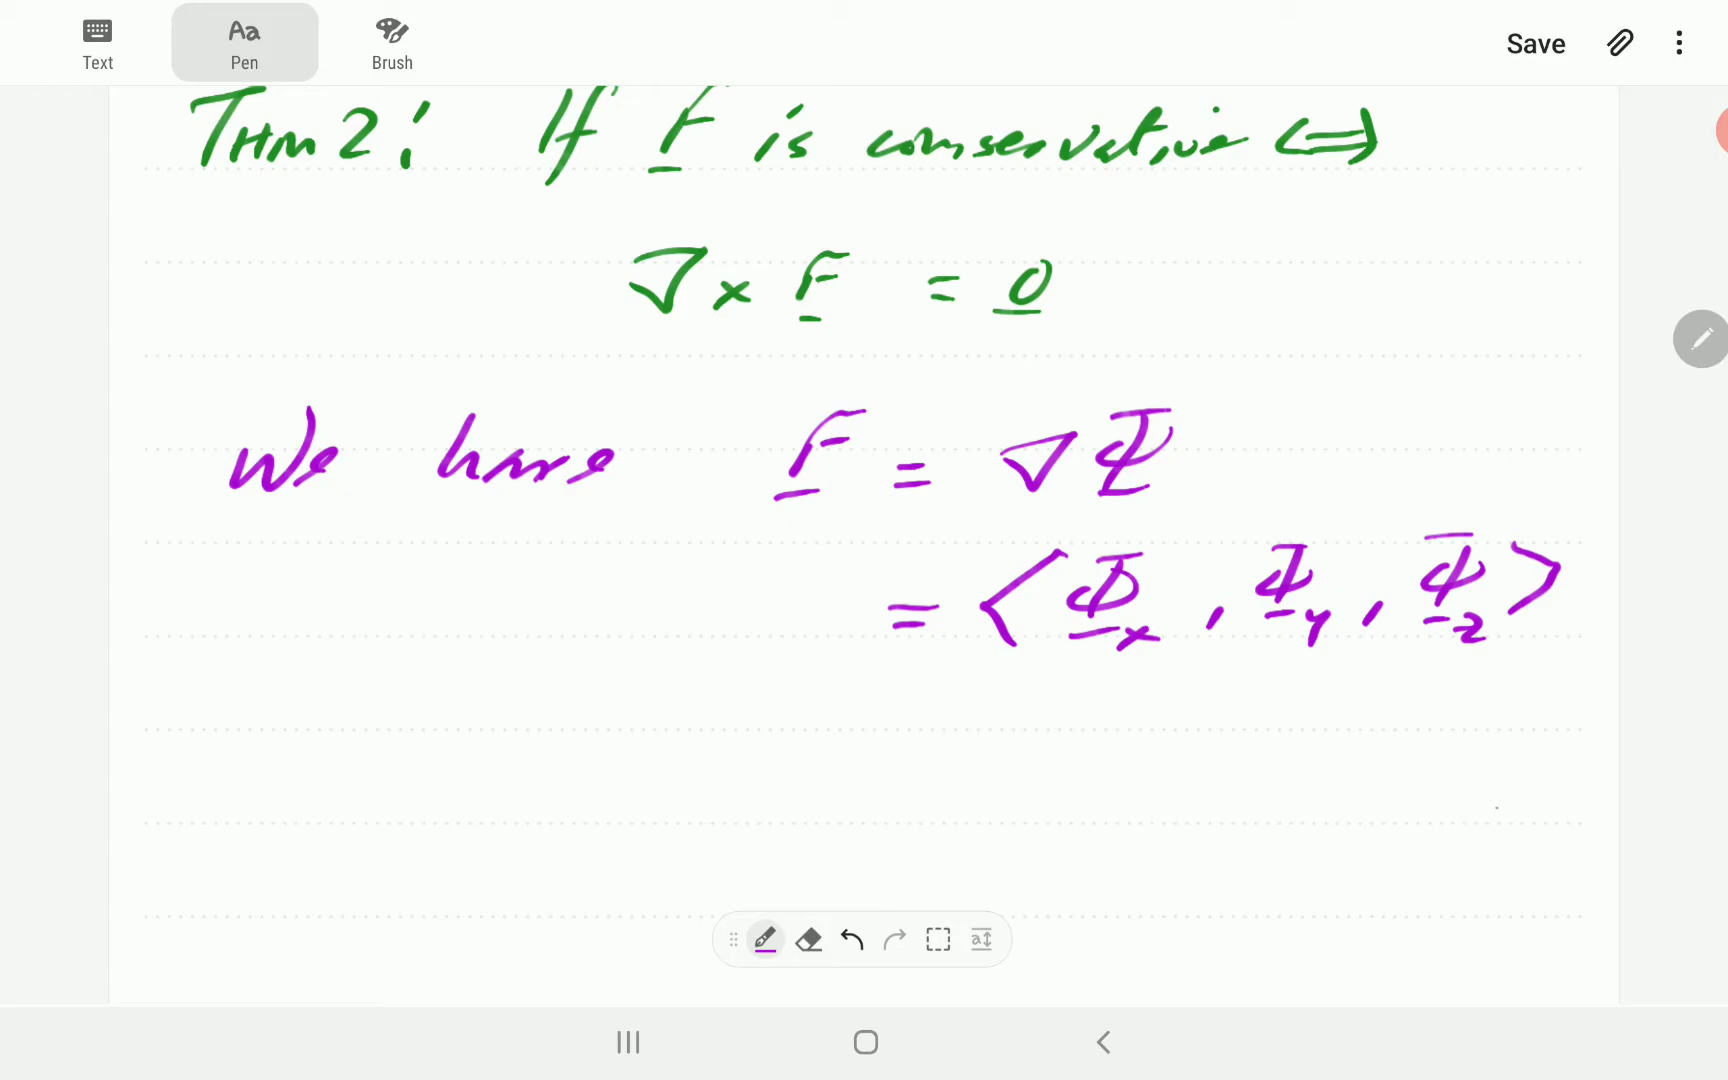 Text Pen Brush Save
THM 2: If F is conservative ⟺
∇ × F = 0
We have F = ∇Φ
= ⟨Φx, Φy, Φz⟩